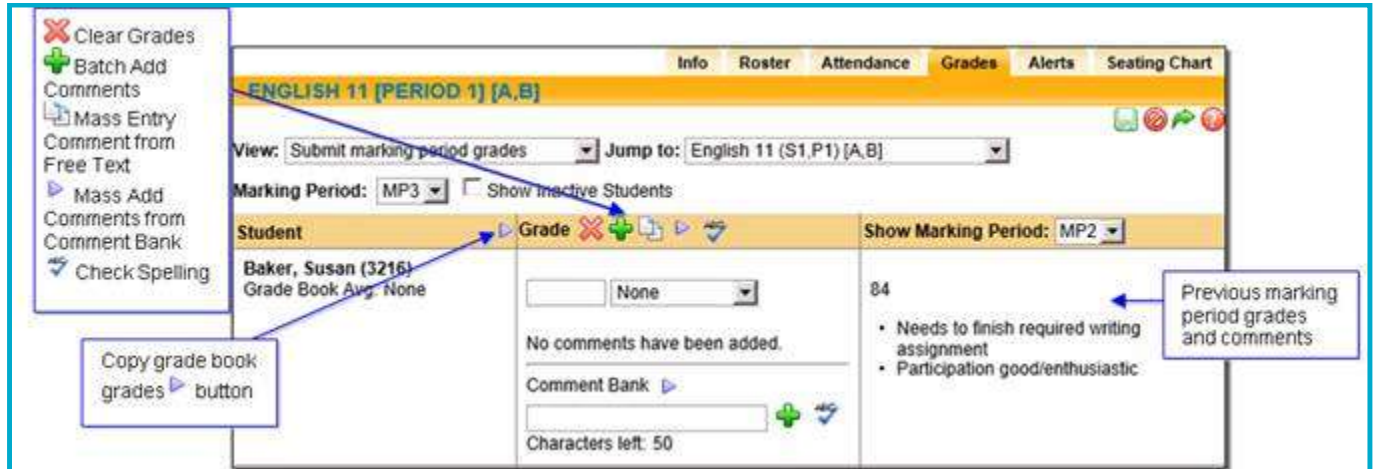 Clear Grades
Batch Add
Comments
Mass Entry
Comment from
Free Text
Mass Add
Comments from
Comment Bank
Check Spelling
Info Roster Attendance Grades Alerts Seating Chart
ENGLISH 11 [PERIOD 1] [A,B]
View: Submit marking period grades Jump to: English 11 (S1,P1) [A,B]
Marking Period: MP3 Show Inactive Students
Student Grade ABC Show Marking Period: MP2
Baker, Susan (3216)
Grade Book Avg: None
None
No comments have been added.
Comment Bank
ABC
Characters left: 50
84
• Needs to finish required writing
assignment
• Participation good/enthusiastic
Previous marking
period grades
and comments
Copy grade book
grades button